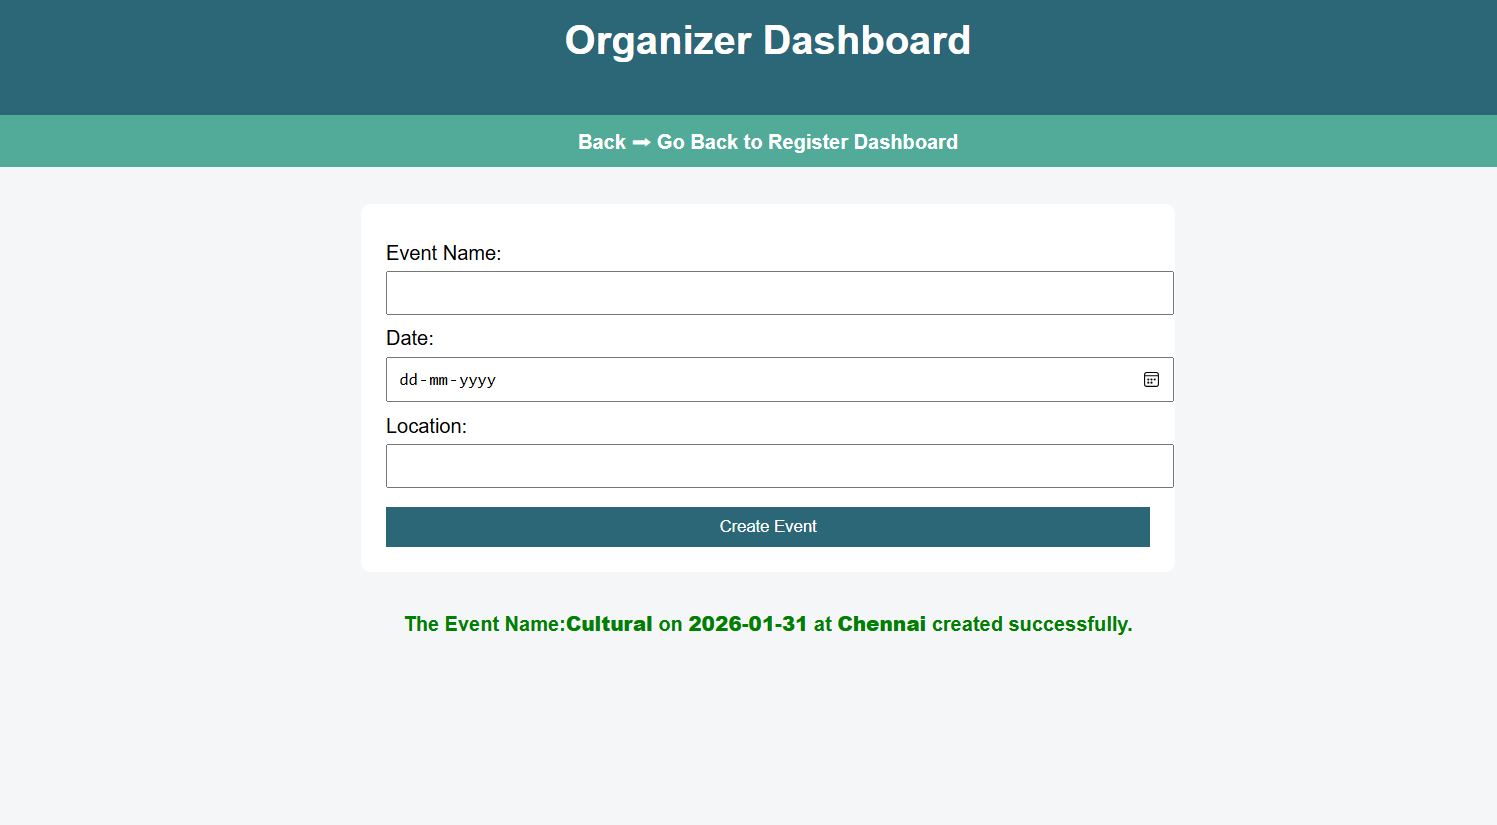 Organizer Dashboard
Back ➞ Go Back to Register Dashboard
Event Name:
Date:
dd-mm-yyyy
Location:
Create Event
The Event Name:Cultural on 2026-01-31 at Chennai created successfully.